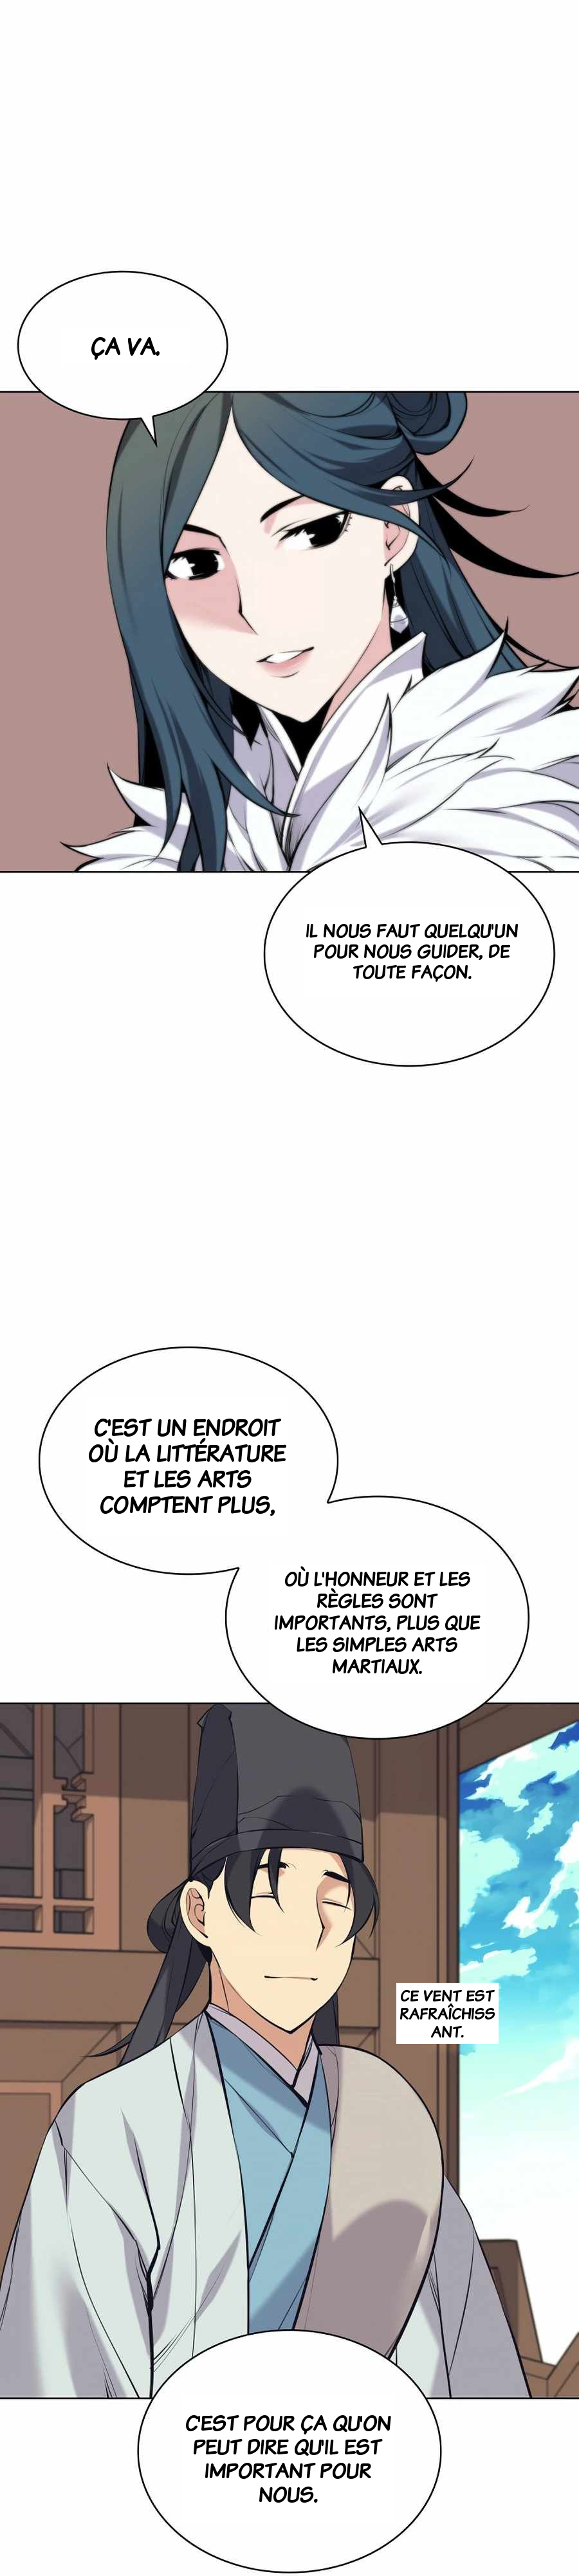 ÇA VA.
IL NOUS FAUT QUELQU'UN
POUR NOUS GUIDER, DE
TOUTE FAÇON.
C'EST UN ENDROIT
OÙ LA LITTÉRATURE
ET LES ARTS
COMPTENT PLUS,
OÙ L'HONNEUR ET LES
RÈGLES SONT
IMPORTANTS, PLUS QUE
LES SIMPLES ARTS
MARTIAUX.
CE VENT EST
RAFRAÎCHISS
ANT.
C'EST POUR ÇA QU'ON
PEUT DIRE QU'IL EST
IMPORTANT POUR
NOUS.